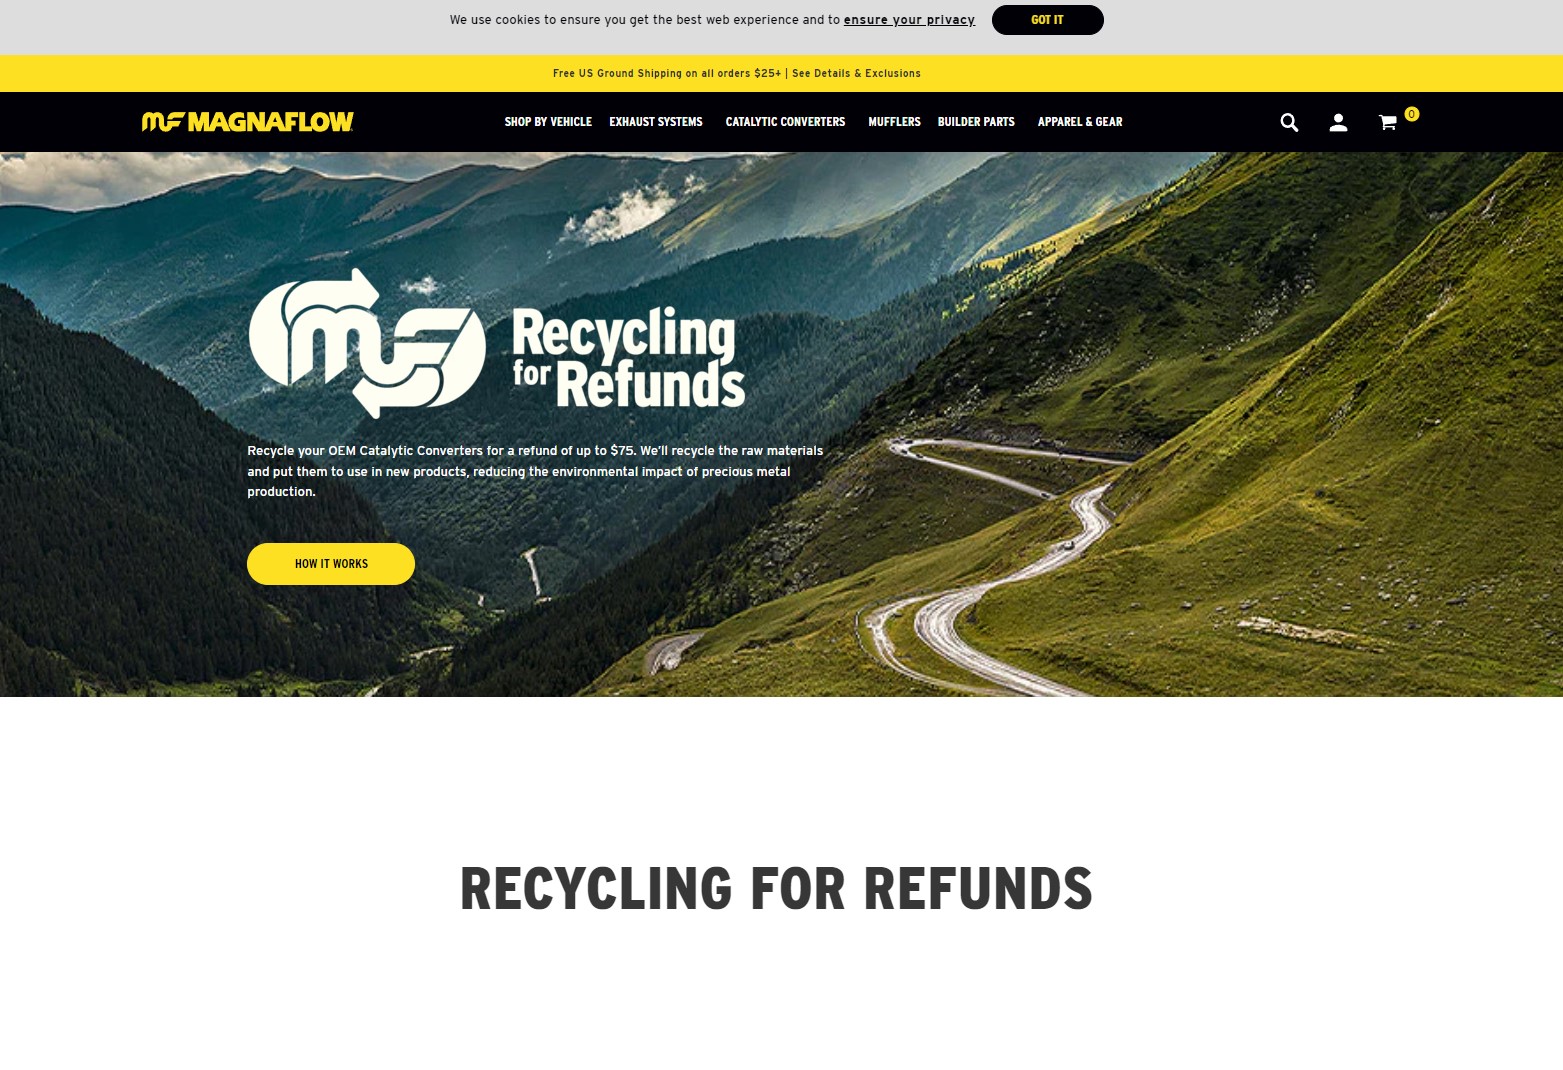 We use cookies to ensure you get the best web experience and to ensure your privacy GOT IT
Free US Ground Shipping on all orders $25+ | See Details & Exclusions
MF MAGNAFLOW SHOP BY VEHICLE EXHAUST SYSTEMS CATALYTIC CONVERTERS MUFFLERS BUILDER PARTS APPAREL & GEAR 0
MF Recycling
for Refunds
Recycle your OEM Catalytic Converters for a refund of up to $75. We'll recycle the raw materials
and put them to use in new products, reducing the environmental impact of precious metal
production.
HOW IT WORKS
RECYCLING FOR REFUNDS